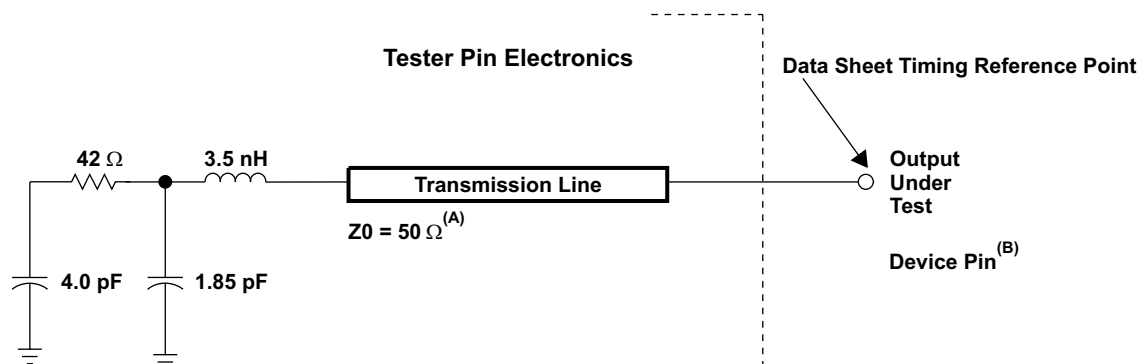 Tester Pin Electronics
Data Sheet Timing Reference Point
42 Ω
3.5 nH
Transmission Line
Output
Under
Test
Z0 = 50 Ω(A)
Device Pin(B)
4.0 pF
1.85 pF